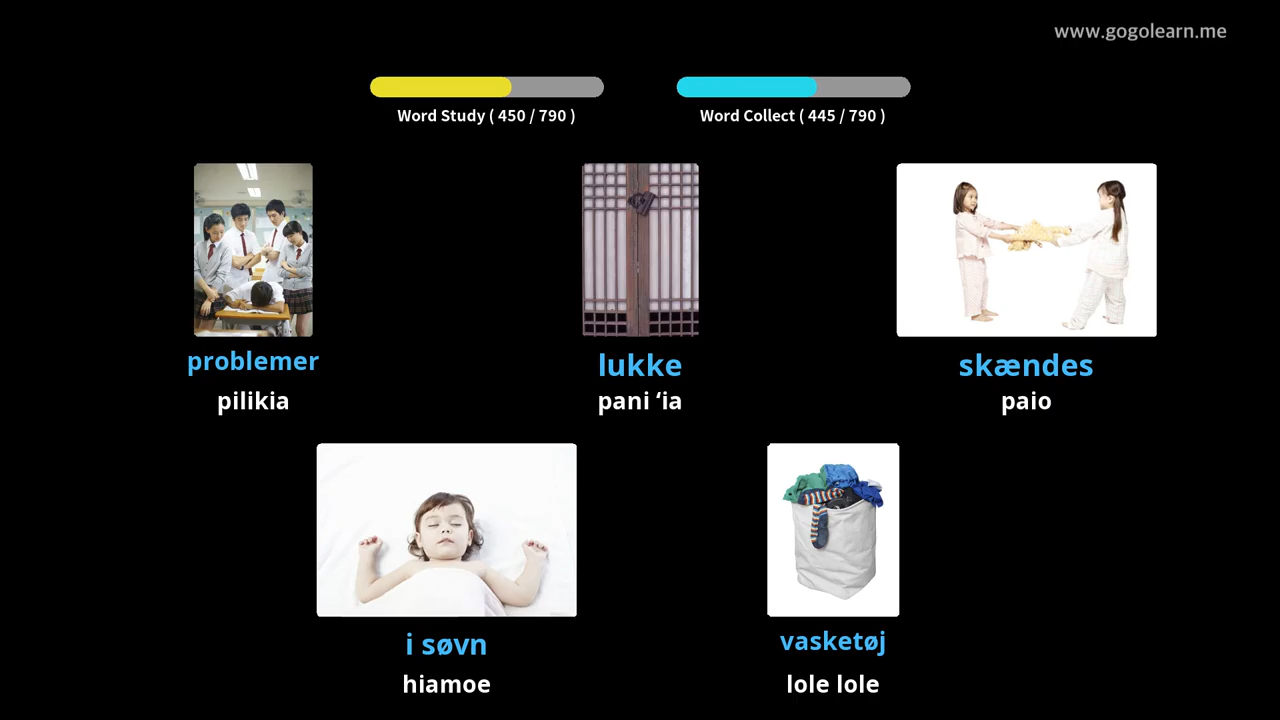 www.gogolearn.me
Word Study ( 450 / 790 )
Word Collect ( 445 / 790 )
problemer
pilikia
lukke
pani ‘ia
skændes
paio
i søvn
hiamoe
vasketøj
lole lole